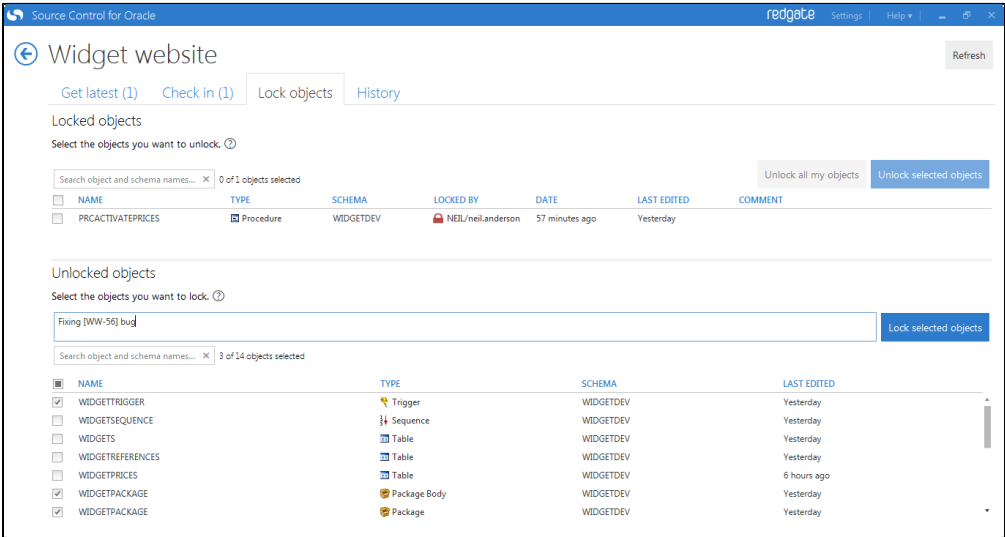 Source Control for Oracle redgate Settings Help
Widget website Refresh
Get latest (1) Check in (1) Lock objects History
Locked objects
Select the objects you want to unlock. ?
Unlock all my objects Unlock selected objects
Search object and schema names... × 0 of 1 objects selected
NAME TYPE SCHEMA LOCKED BY DATE LAST EDITED COMMENT
PRCACTIVATEPRICES Procedure WIDGETDEV NEIL/neil.anderson 57 minutes ago Yesterday
Unlocked objects
Select the objects you want to lock. ?
Fixing [WW-56] bug Lock selected objects
Search object and schema names... × 3 of 14 objects selected
NAME TYPE SCHEMA LAST EDITED
WIDGETTRIGGER Trigger WIDGETDEV Yesterday
WIDGETSEQUENCE Sequence WIDGETDEV Yesterday
WIDGETS Table WIDGETDEV Yesterday
WIDGETREFERENCES Table WIDGETDEV Yesterday
WIDGETPRICES Table WIDGETDEV 6 hours ago
WIDGETPACKAGE Package Body WIDGETDEV Yesterday
WIDGETPACKAGE Package WIDGETDEV Yesterday